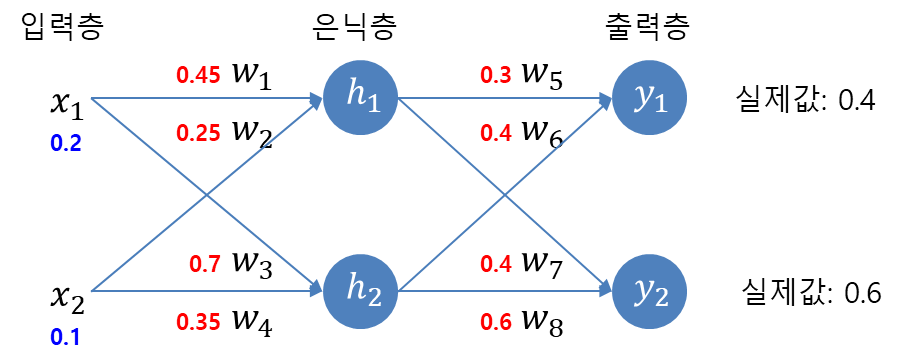 입력층 은닉층 출력층
0.45 w₁ h₁ 0.3 w₅ y₁ 실제값: 0.4
x₁
0.2 0.25 w₂ 0.4 w₆
0.7 w₃ h₂ 0.4 w₇ y₂ 실제값: 0.6
x₂
0.1 0.35 w₄ 0.6 w₈